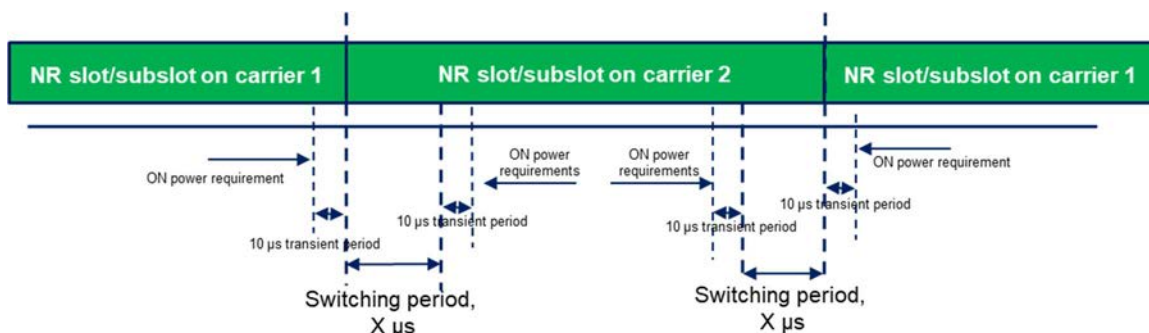 NR slot/subslot on carrier 1
NR slot/subslot on carrier 2
NR slot/subslot on carrier 1
ON power requirement
ON power
requirements
ON power
requirements
ON power requirement
10 µs transient period
10 µs transient period
10 µs transient period
10 µs transient period
Switching period,
X µs
Switching period,
X µs